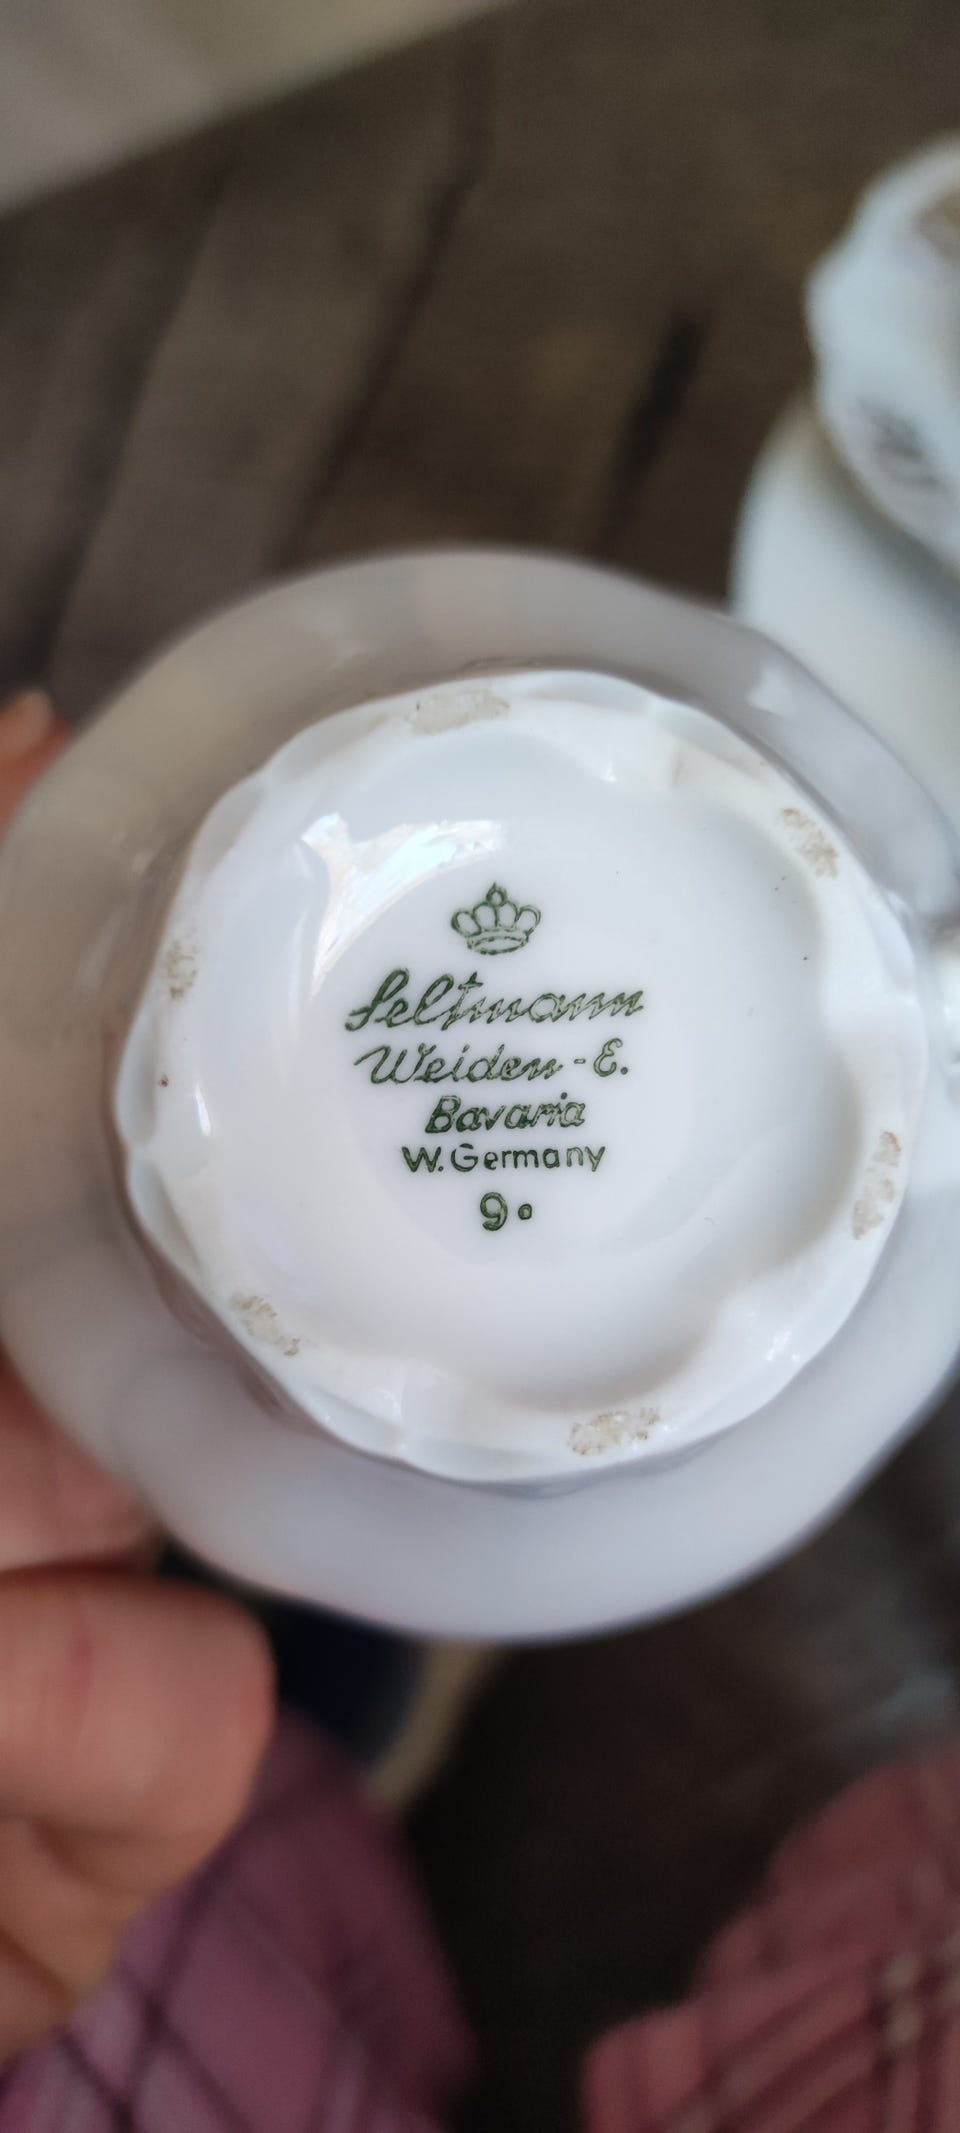 Seltmann
Weiden-E.
Bavaria
W.Germany
9